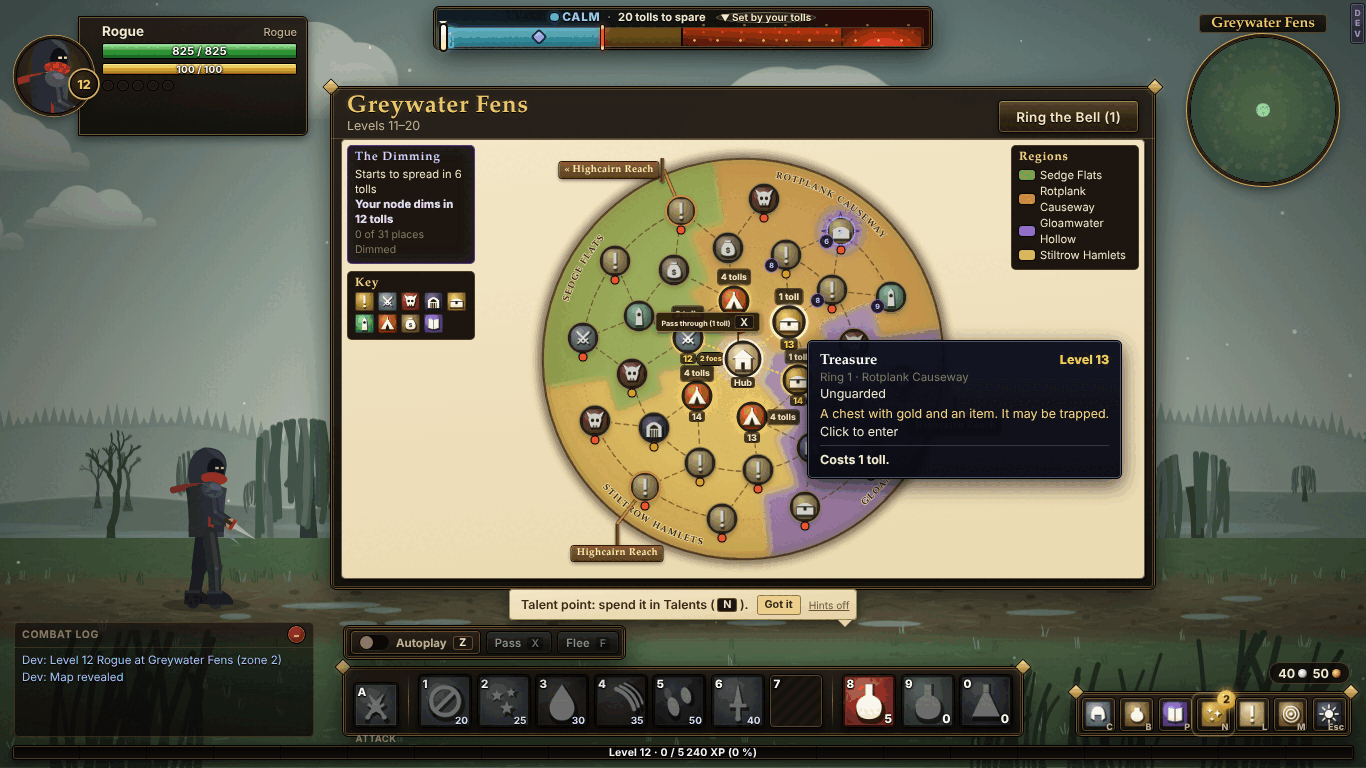 Rogue
Rogue
825 / 825
100 / 100
12
CALM · 20 tolls to spare ▼ Set by your tolls
Greywater Fens
DEV
Greywater Fens
Levels 11–20
Ring the Bell (1)
The Dimming
Starts to spread in 6
tolls
Your node dims in
12 tolls
0 of 31 places
Dimmed
Key
« Highcairn Reach
Regions
Sedge Flats
Rotplank
Causeway
Gloamwater
Hollow
Stiltrow Hamlets
ROTPLANK CAUSEWAY
SEDGE FLATS
6
8
4 tolls
1 toll
8
9
Pass through (1 toll) X
13
12
2 foes
Hub
1 toll
4 tolls
14
14
4 tolls
13
STILTROW HAMLETS
Highcairn Reach
Treasure
Level 13
Ring 1 · Rotplank Causeway
Unguarded
A chest with gold and an item. It may be trapped.
Click to enter
Costs 1 toll.
Talent point: spend it in Talents ( N ).
Got it
Hints off
COMBAT LOG
Dev: Level 12 Rogue at Greywater Fens (zone 2)
Dev: Map revealed
Autoplay Z
Pass X
Flee F
A
ATTACK
1
20
2
25
3
30
4
35
5
50
6
40
7
8
5
9
0
0
0
40
50
2
C
B
P
N
L
M
Esc
Level 12 · 0 / 5 240 XP (0 %)